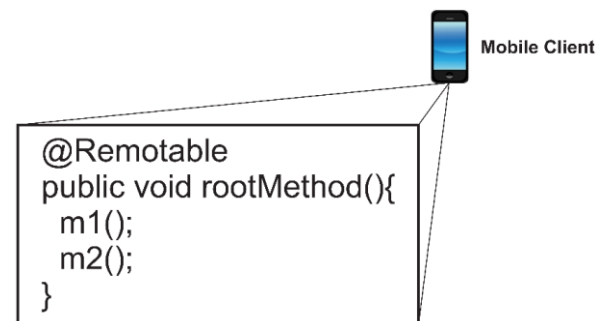 Mobile Client
@Remotable
public void rootMethod(){
m1();
m2();
}